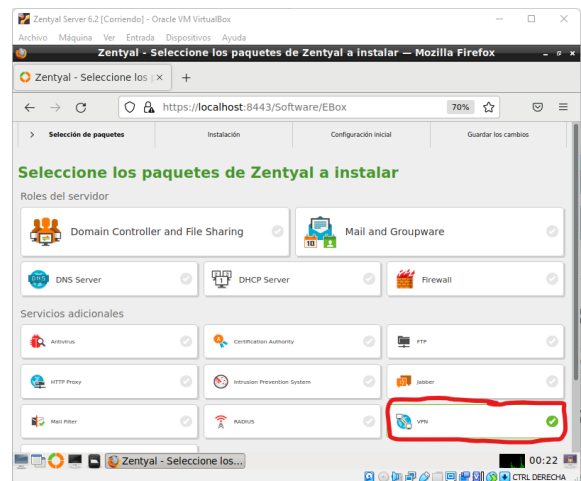 Zentyal Server 6.2 [Corriendo] - Oracle VM VirtualBox
Archivo Máquina Ver Entrada Dispositivos Ayuda
Zentyal - Seleccione los paquetes de Zentyal a instalar — Mozilla Firefox
Zentyal - Seleccione los p
https://localhost:8443/Software/EBox 70%
> Selección de paquetes Instalación Configuración inicial Guardar los cambios
Seleccione los paquetes de Zentyal a instalar
Roles del servidor
Domain Controller and File Sharing Mail and Groupware
DNS Server DHCP Server Firewall
Servicios adicionales
Antivirus Certification Authority FTP
HTTP Proxy Intrusion Prevention System Jabber
Mail Filter RADIUS VPN
Zentyal - Seleccione los... 00:22
CTRL DERECHA